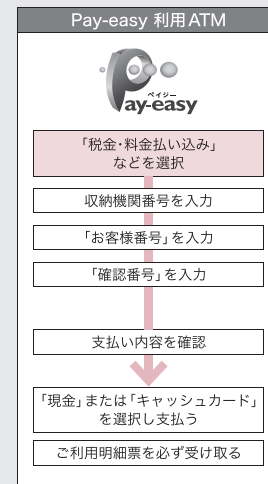 Pay-easy 利用ATM
ペイジー
Pay-easy
「税金・料金払い込み」
などを選択
収納機関番号を入力
「お客様番号」を入力
「確認番号」を入力
支払い内容を確認
「現金」または「キャッシュカード」
を選択し支払う
ご利用明細票を必ず受け取る